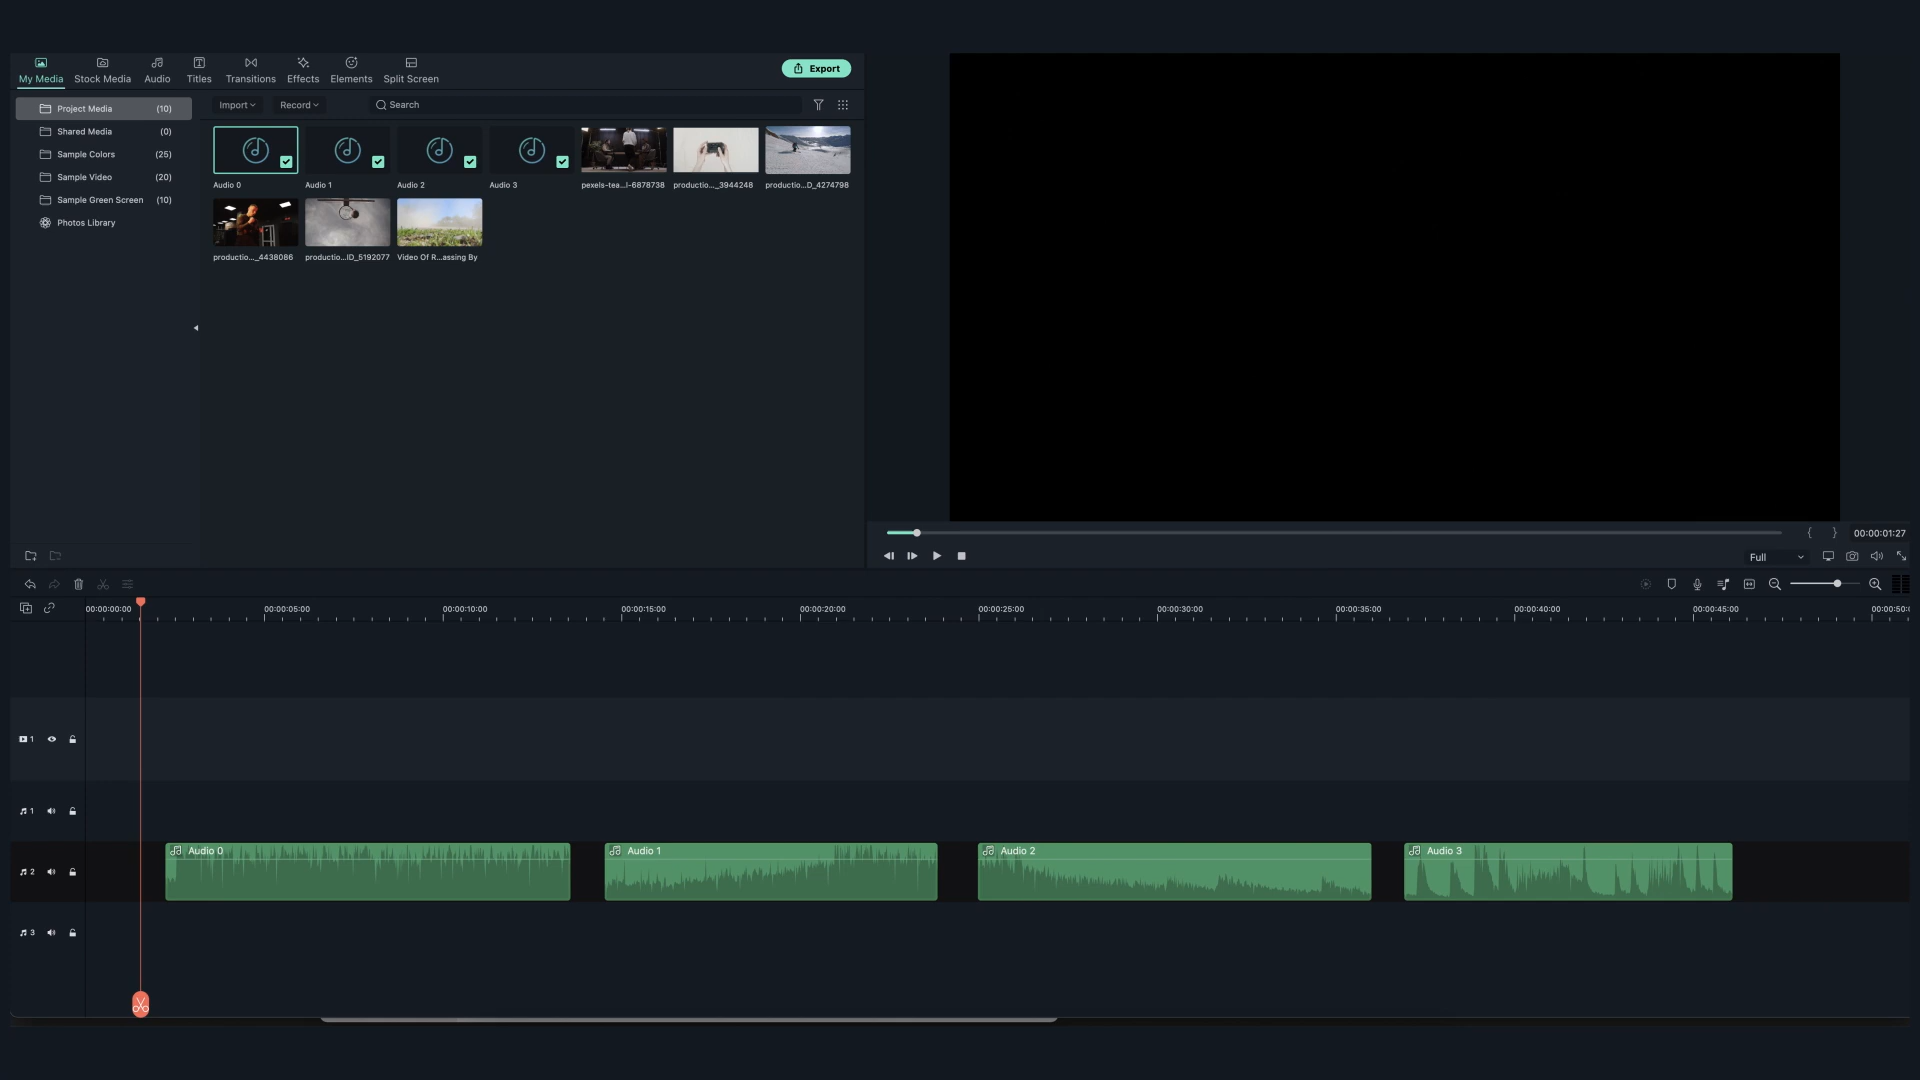 My Media Stock Media Audio Titles Transitions Effects Elements Split Screen Export
Project Media (10) Import Record Search
Shared Media (0)
Sample Colors (25)
Sample Video (20)
Sample Green Screen (10)
Photos Library
Audio 0 Audio 1 Audio 2 Audio 3 pexels-tea...l-6878738 productio..._3944248 productio...D_4274798
productio..._4438086 productio...ID_5192077 Video Of R...assing By
{ } 00:00:01:27
Full
00:00:00:00 00:00:05:00 00:00:10:00 00:00:15:00 00:00:20:00 00:00:25:00 00:00:30:00 00:00:35:00 00:00:40:00 00:00:45:00 00:00:50:0
1
1
2 Audio 0 Audio 1 Audio 2 Audio 3
3